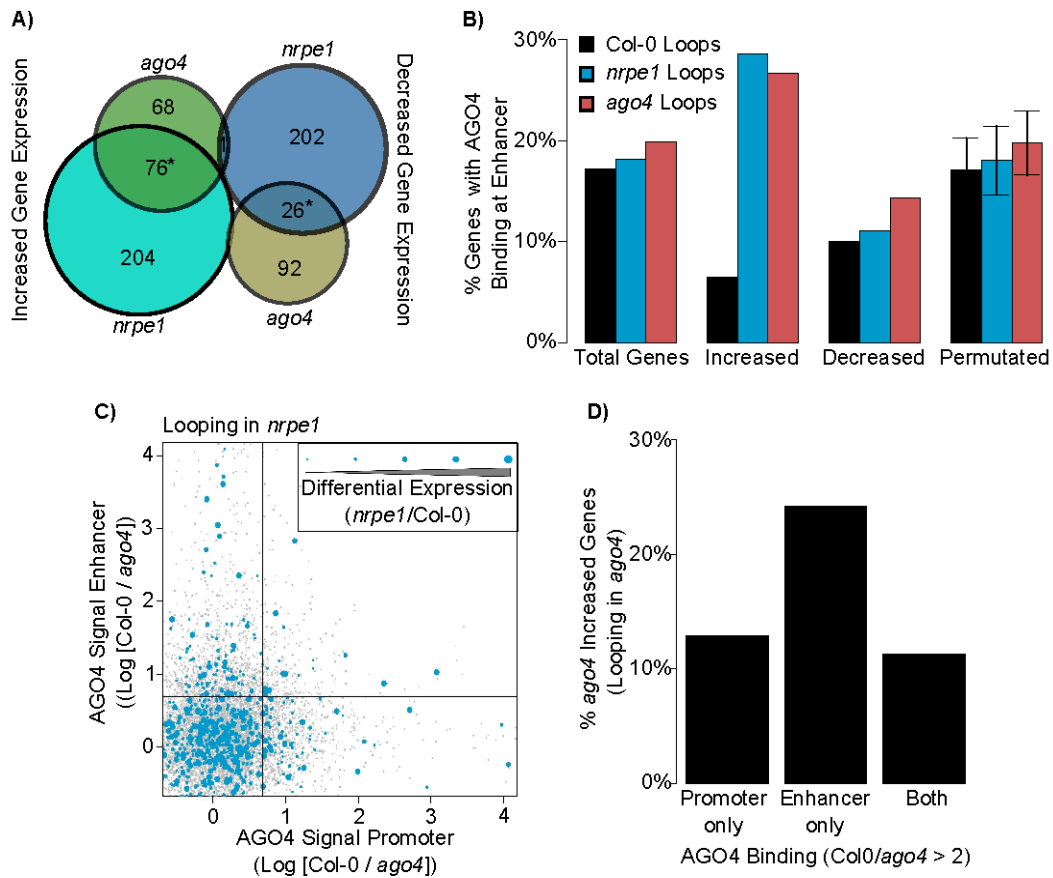 A)
ago4
nrpe1
Increased Gene Expression
Decreased Gene Expression
68
1
202
76*
26*
204
92
nrpe1
ago4
B)
% Genes with AGO4
Binding at Enhancer
30%
20%
10%
0%
Col-0 Loops
nrpe1 Loops
ago4 Loops
Total Genes
Increased
Decreased
Permutated
C)
Looping in nrpe1
AGO4 Signal Enhancer
((Log [Col-0 / ago4])
4
3
2
1
0
Differential Expression
(nrpe1/Col-0)
0
1
2
3
4
AGO4 Signal Promoter
(Log [Col-0 / ago4])
D)
% ago4 Increased Genes
(Looping in ago4)
30%
20%
10%
0%
Promoter
only
Enhancer
only
Both
AGO4 Binding (Col0/ago4 > 2)